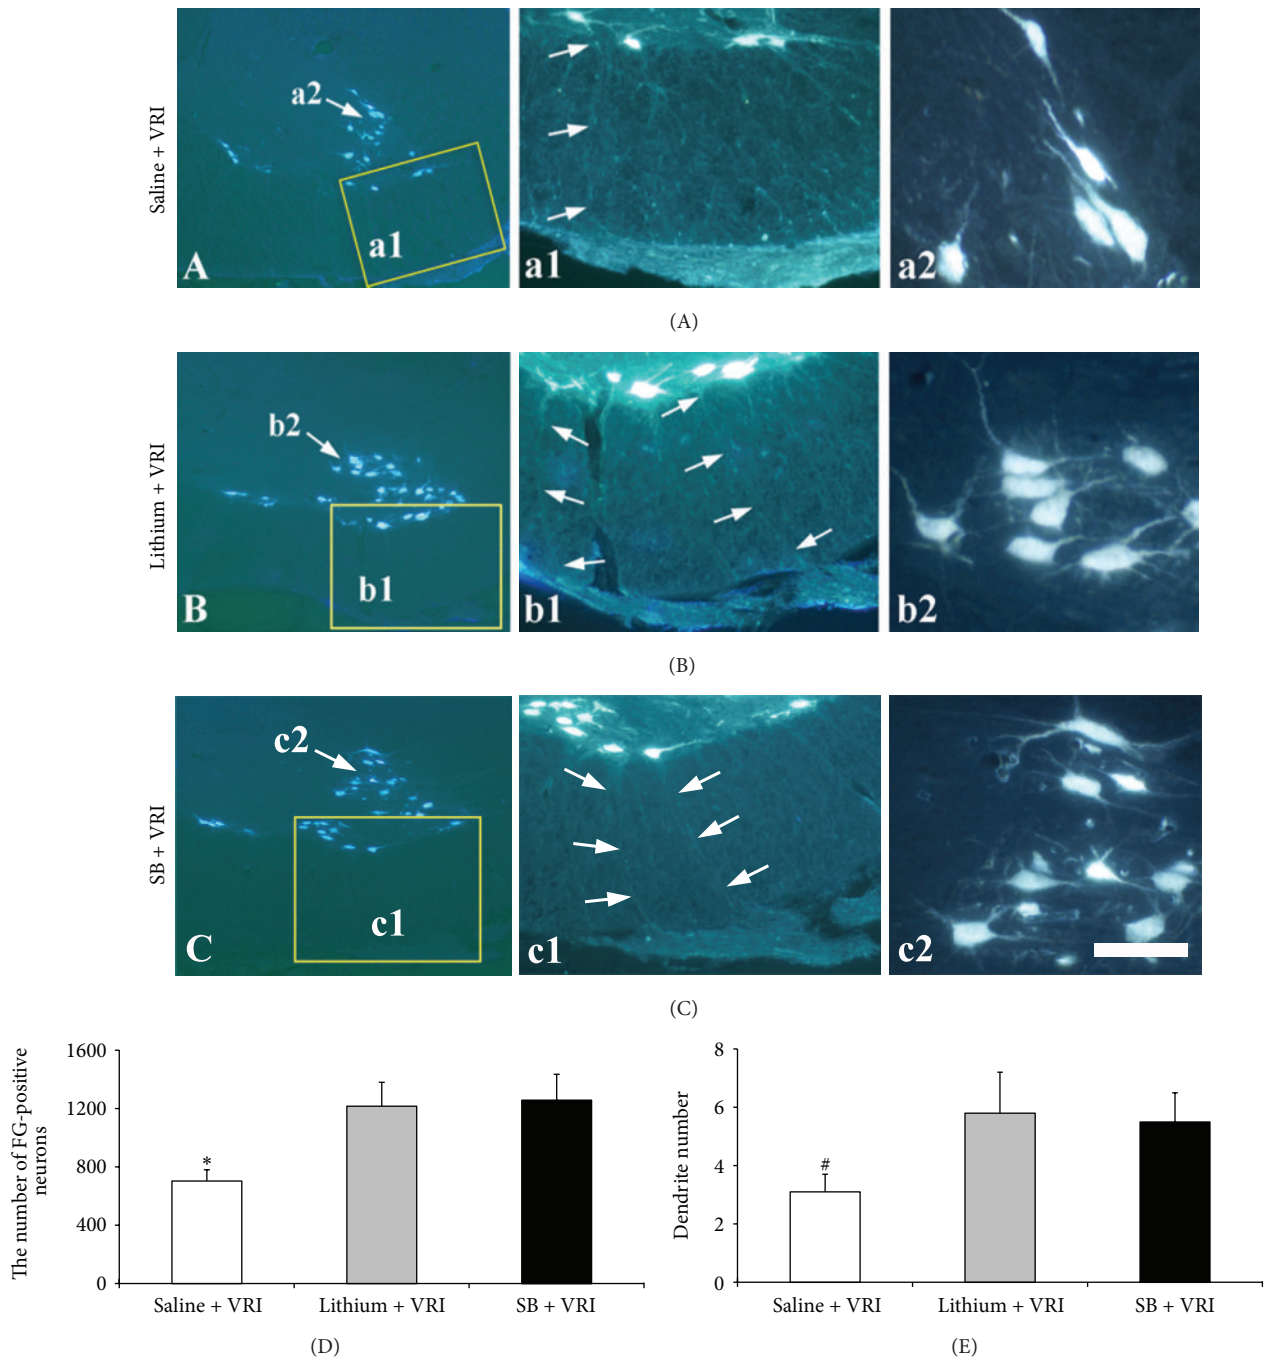 Saline + VRI
a2
A
a1
a1
a2
(A)
Lithium + VRI
b2
B
b1
b1
b2
(B)
SB + VRI
c2
C
c1
c1
c2
(C)
The number of FG-positive
neurons
1600
1200
800
400
0
*
Saline + VRI
Lithium + VRI
SB + VRI
(D)
Dendrite number
8
6
4
2
0
#
Saline + VRI
Lithium + VRI
SB + VRI
(E)